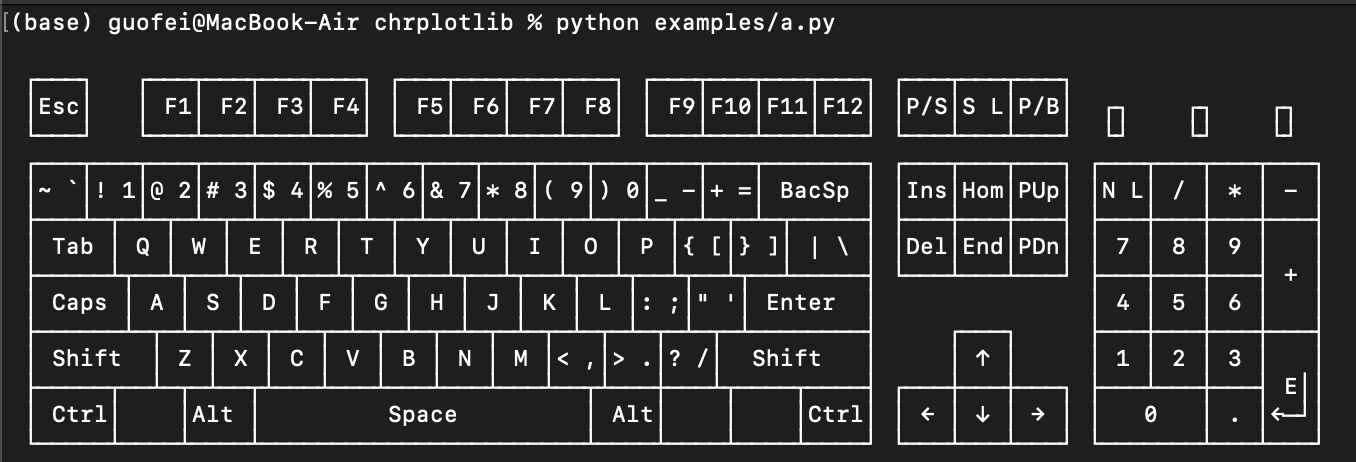 (base) guofei@MacBook-Air chrplotlib % python examples/a.py
Esc F1 F2 F3 F4 F5 F6 F7 F8 F9 F10 F11 F12 P/S S L P/B
~ ` ! 1 @ 2 # 3 $ 4 % 5 ^ 6 & 7 * 8 ( 9 ) 0 _ - + = BacSp Ins Hom PUp N L / * -
Tab Q W E R T Y U I O P { [ } ] | \ Del End PDn 7 8 9
+
Caps A S D F G H J K L : ; " ' Enter 4 5 6
Shift Z X C V B N M < , > . ? / Shift ↑ 1 2 3
E
Ctrl Alt Space Alt Ctrl ← ↓ → 0 . ←┘